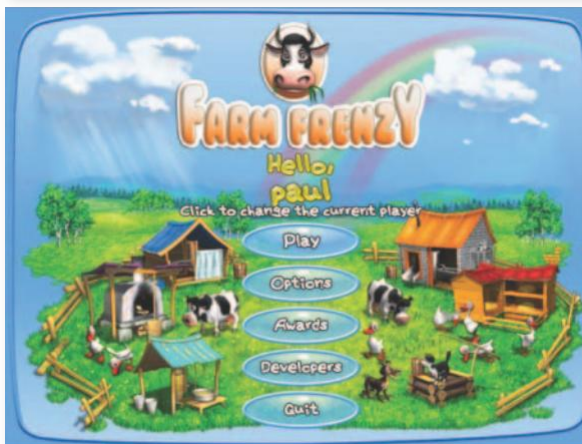 FARM FRENZY
Hello,
paul
Click to change the current player
Play
Options
Awards
Developers
Quit